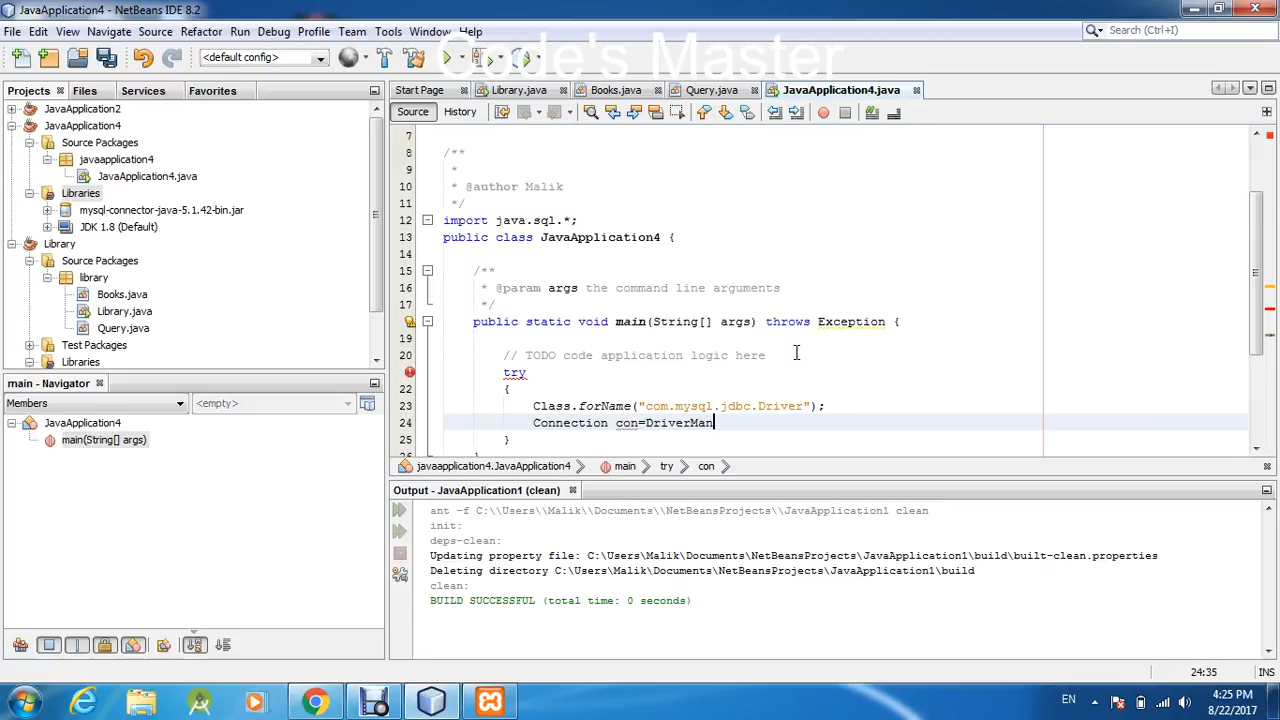 JavaApplication4 - NetBeans IDE 8.2
File Edit View Navigate Source Refactor Run Debug Profile Team Tools Window Help
Search (Ctrl+I)
<default config>
Code's Master
Projects Files Services Favorites
Start Page Library.java Books.java Query.java JavaApplication4.java
Source History
JavaApplication2
JavaApplication4
Source Packages
javaapplication4
JavaApplication4.java
Libraries
mysql-connector-java-5.1.42-bin.jar
JDK 1.8 (Default)
Library
Source Packages
library
Books.java
Library.java
Query.java
Test Packages
Libraries
7
8 /**
9 *
10 * @author Malik
11 */
12 import java.sql.*;
13 public class JavaApplication4 {
14
15 /**
16 * @param args the command line arguments
17 */
public static void main(String[] args) throws Exception {
19
20 // TODO code application logic here
try
22 {
23 Class.forName("com.mysql.jdbc.Driver");
24 Connection con=DriverMan
25 }
main - Navigator
Members <empty>
JavaApplication4
main(String[] args)
javaapplication4.JavaApplication4 main try con
Output - JavaApplication1 (clean)
ant -f C:\\Users\\Malik\\Documents\\NetBeansProjects\\JavaApplication1 clean
init:
deps-clean:
Updating property file: C:\Users\Malik\Documents\NetBeansProjects\JavaApplication1\build\built-clean.properties
Deleting directory C:\Users\Malik\Documents\NetBeansProjects\JavaApplication1\build
clean:
BUILD SUCCESSFUL (total time: 0 seconds)
24:35 INS
EN
4:25 PM
8/22/2017